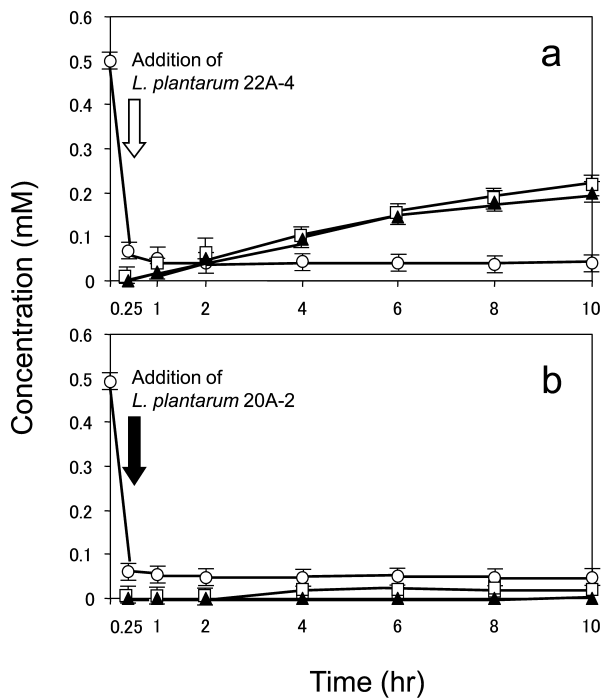 0.6
Addition of
L. plantarum 22A-4
a
0.5
0.4
0.3
0.2
0.1
0
0.25 1 2 4 6 8 10
Concentration (mM)
0.6
Addition of
L. plantarum 20A-2
b
0.5
0.4
0.3
0.2
0.1
0
0.25 1 2 4 6 8 10
Time (hr)